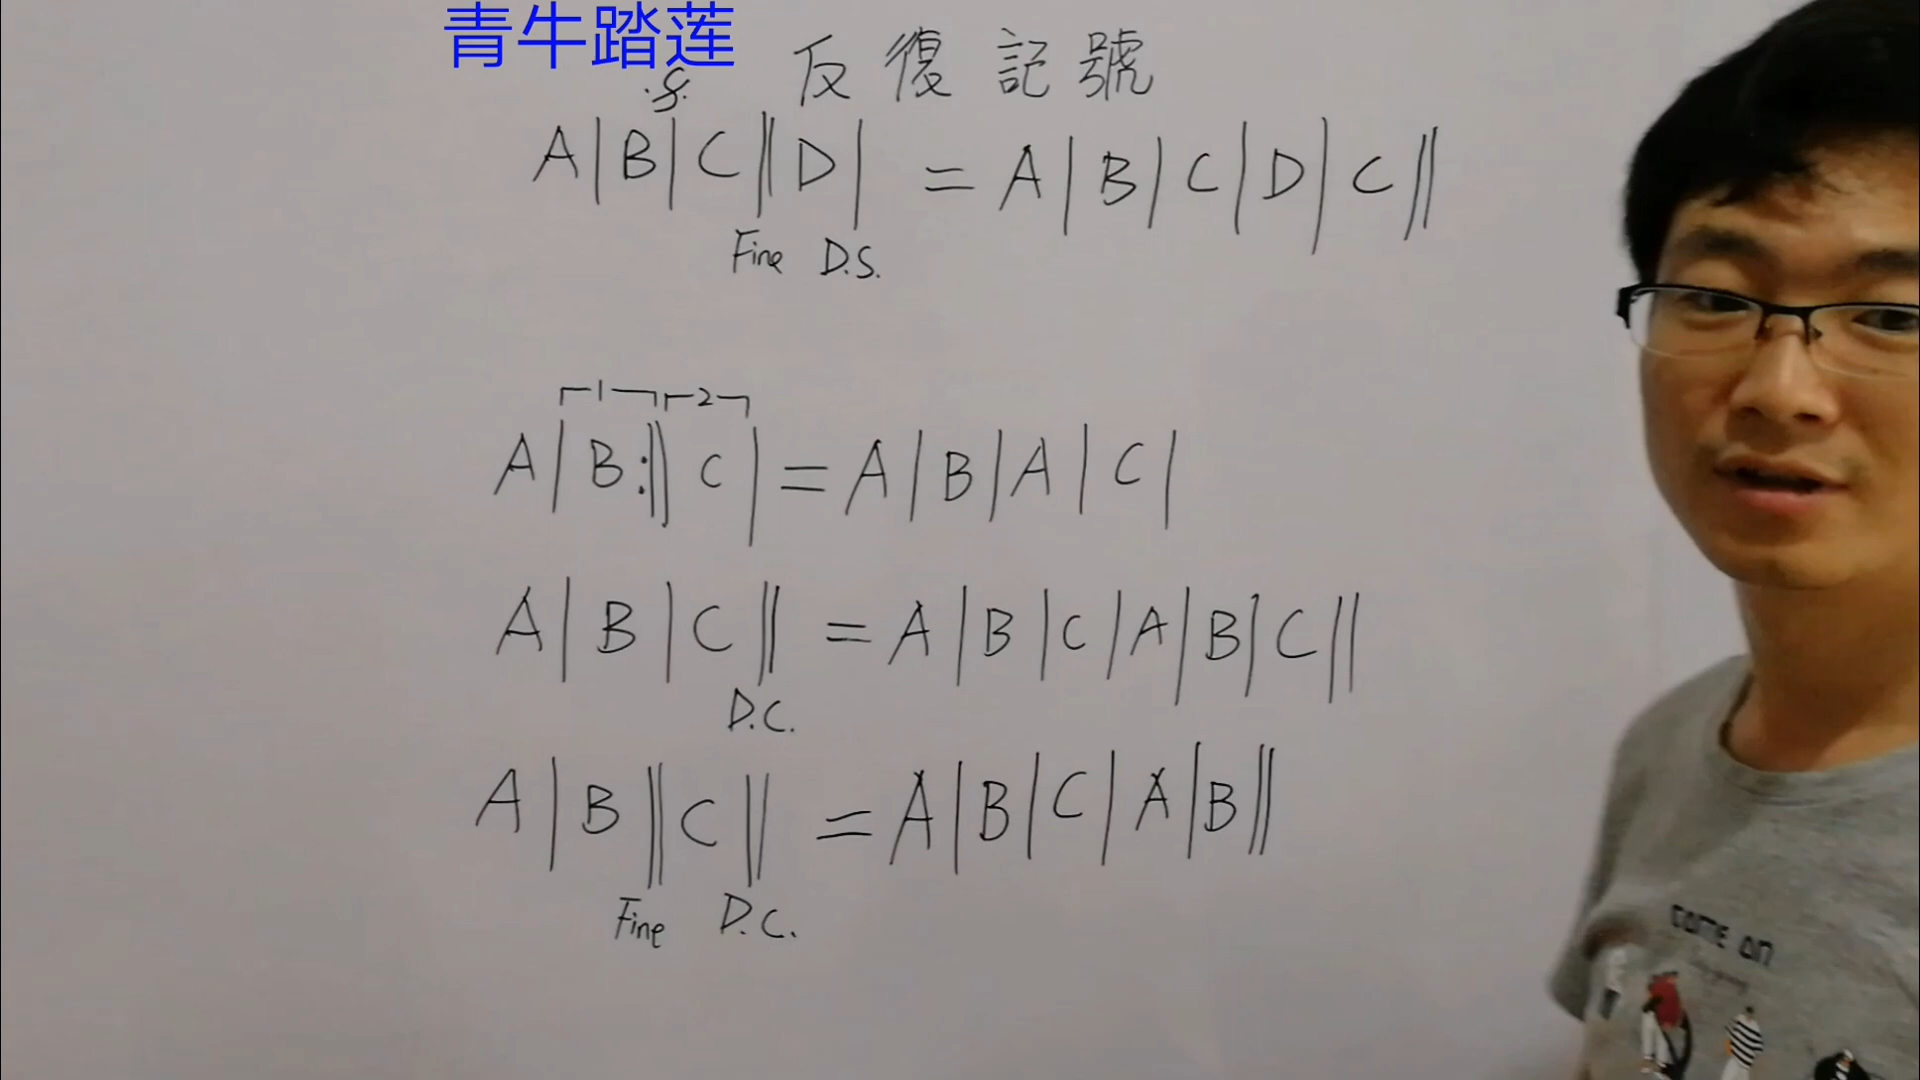 青牛踏莲
反復記號
𝄋
A|B|C‖D| = A|B|C|D|C‖
Fine D.S.
1 2
A|B:‖C| = A|B|A|C|
A|B|C‖ = A|B|C|A|B|C‖
D.C.
A|B‖C‖ = A|B|C|A|B‖
Fine D.C.
COME ON